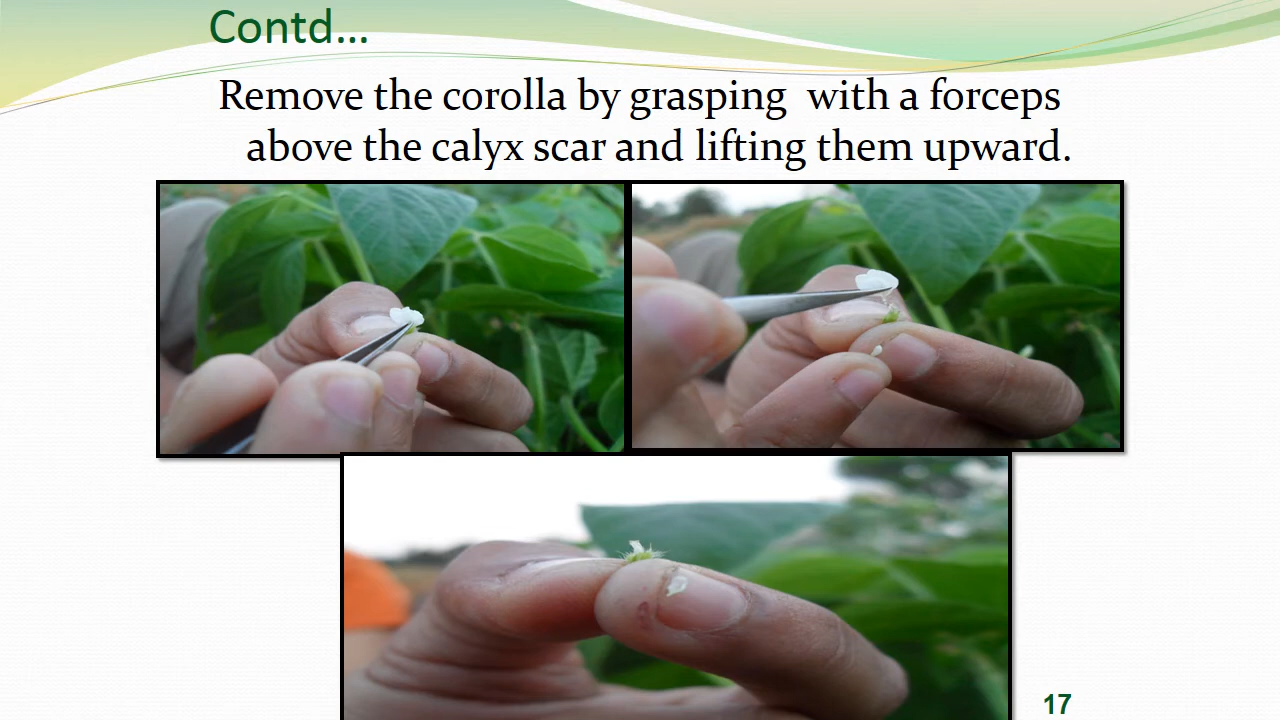 Contd...
Remove the corolla by grasping with a forceps
above the calyx scar and lifting them upward.
17